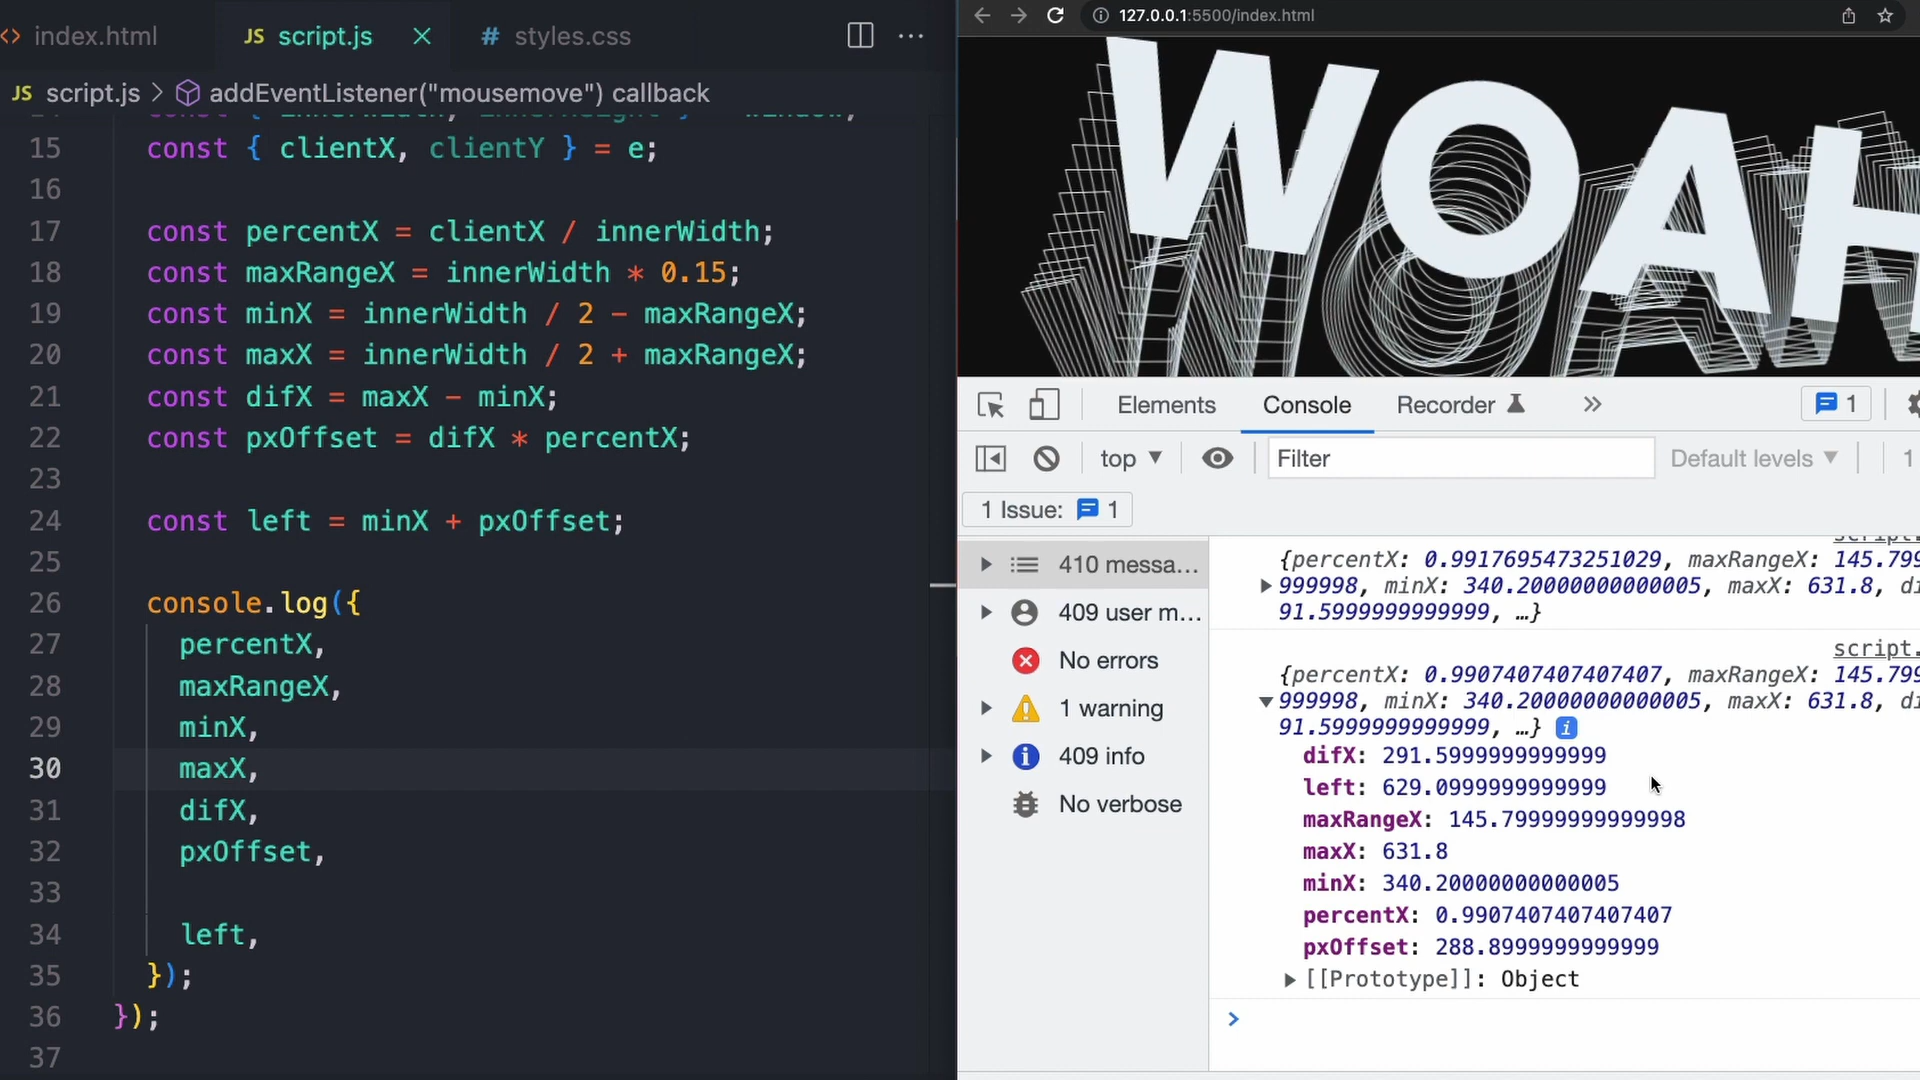 index.html
JS script.js
# styles.css
JS script.js > addEventListener("mousemove") callback
15 const { clientX, clientY } = e;
16
17 const percentX = clientX / innerWidth;
18 const maxRangeX = innerWidth * 0.15;
19 const minX = innerWidth / 2 - maxRangeX;
20 const maxX = innerWidth / 2 + maxRangeX;
21 const difX = maxX - minX;
22 const pxOffset = difX * percentX;
23
24 const left = minX + pxOffset;
25
26 console.log({
27 percentX,
28 maxRangeX,
29 minX,
30 maxX,
31 difX,
32 pxOffset,
33
34 left,
35 });
36 });
37
127.0.0.1:5500/index.html
WOAH
Elements Console Recorder 1
top Filter Default levels 1
1 Issue: 1
410 messa…
409 user m…
No errors
1 warning
409 info
No verbose
{percentX: 0.9917695473251029, maxRangeX: 145.799
999998, minX: 340.20000000000005, maxX: 631.8, di
91.5999999999999, …}
script.
{percentX: 0.9907407407407407, maxRangeX: 145.799
999998, minX: 340.20000000000005, maxX: 631.8, di
91.5999999999999, …} i
difX: 291.5999999999999
left: 629.0999999999999
maxRangeX: 145.79999999999998
maxX: 631.8
minX: 340.20000000000005
percentX: 0.9907407407407407
pxOffset: 288.8999999999999
[[Prototype]]: Object
>